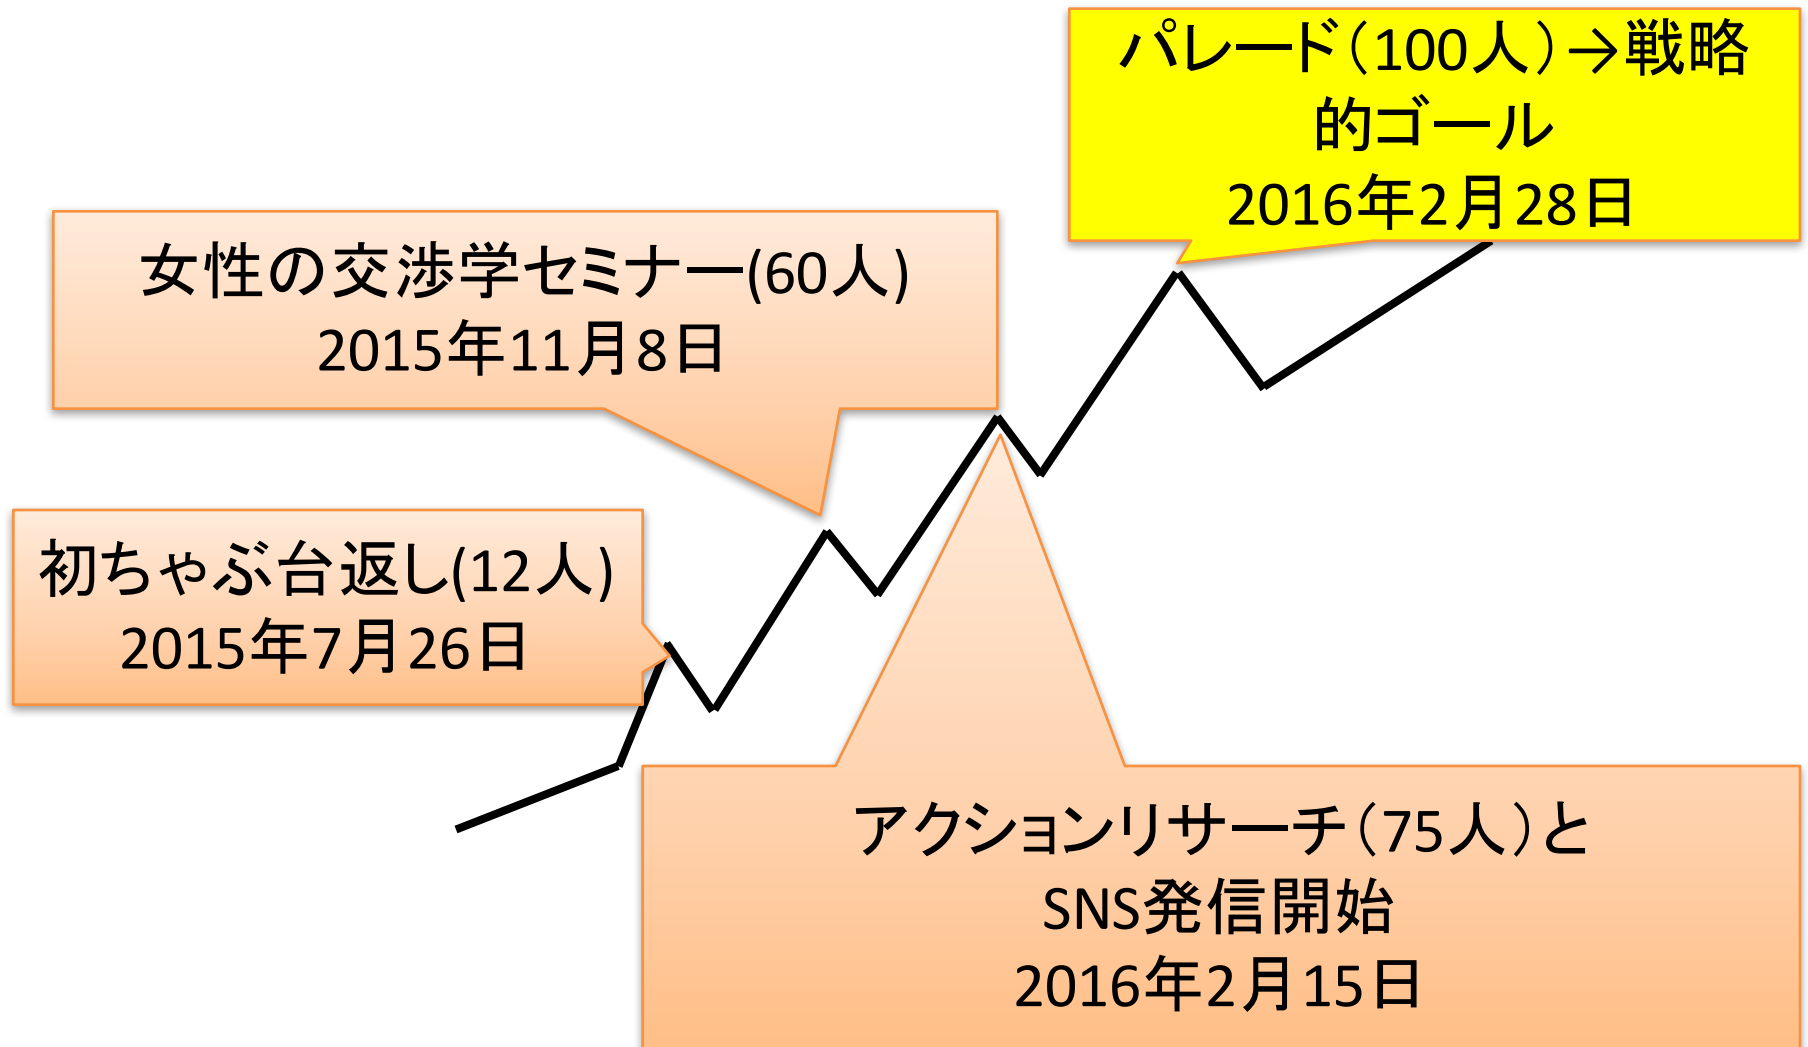 パレード（100人）→戦略
的ゴール
2016年2月28日
女性の交渉学セミナー(60人)
2015年11月8日
初ちゃぶ台返し(12人)
2015年7月26日
アクションリサーチ（75人）と
SNS発信開始
2016年2月15日